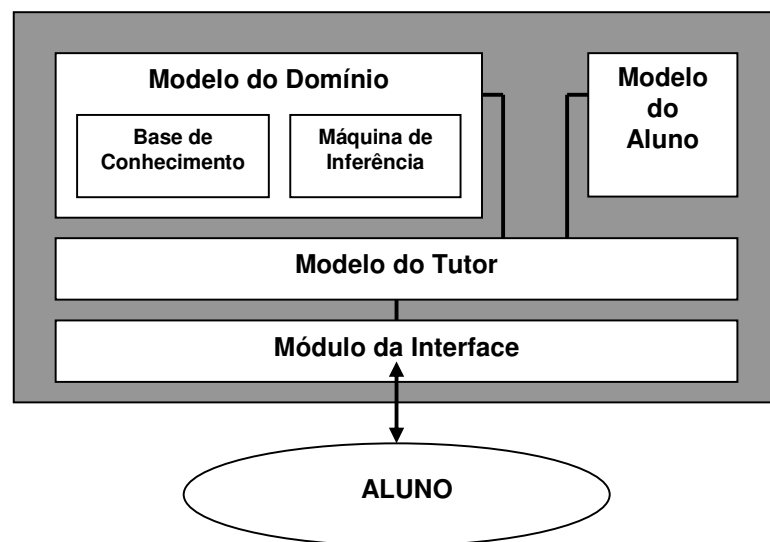 Modelo do Domínio
Base de
Conhecimento
Máquina de
Inferência
Modelo
do
Aluno
Modelo do Tutor
Módulo da Interface
ALUNO